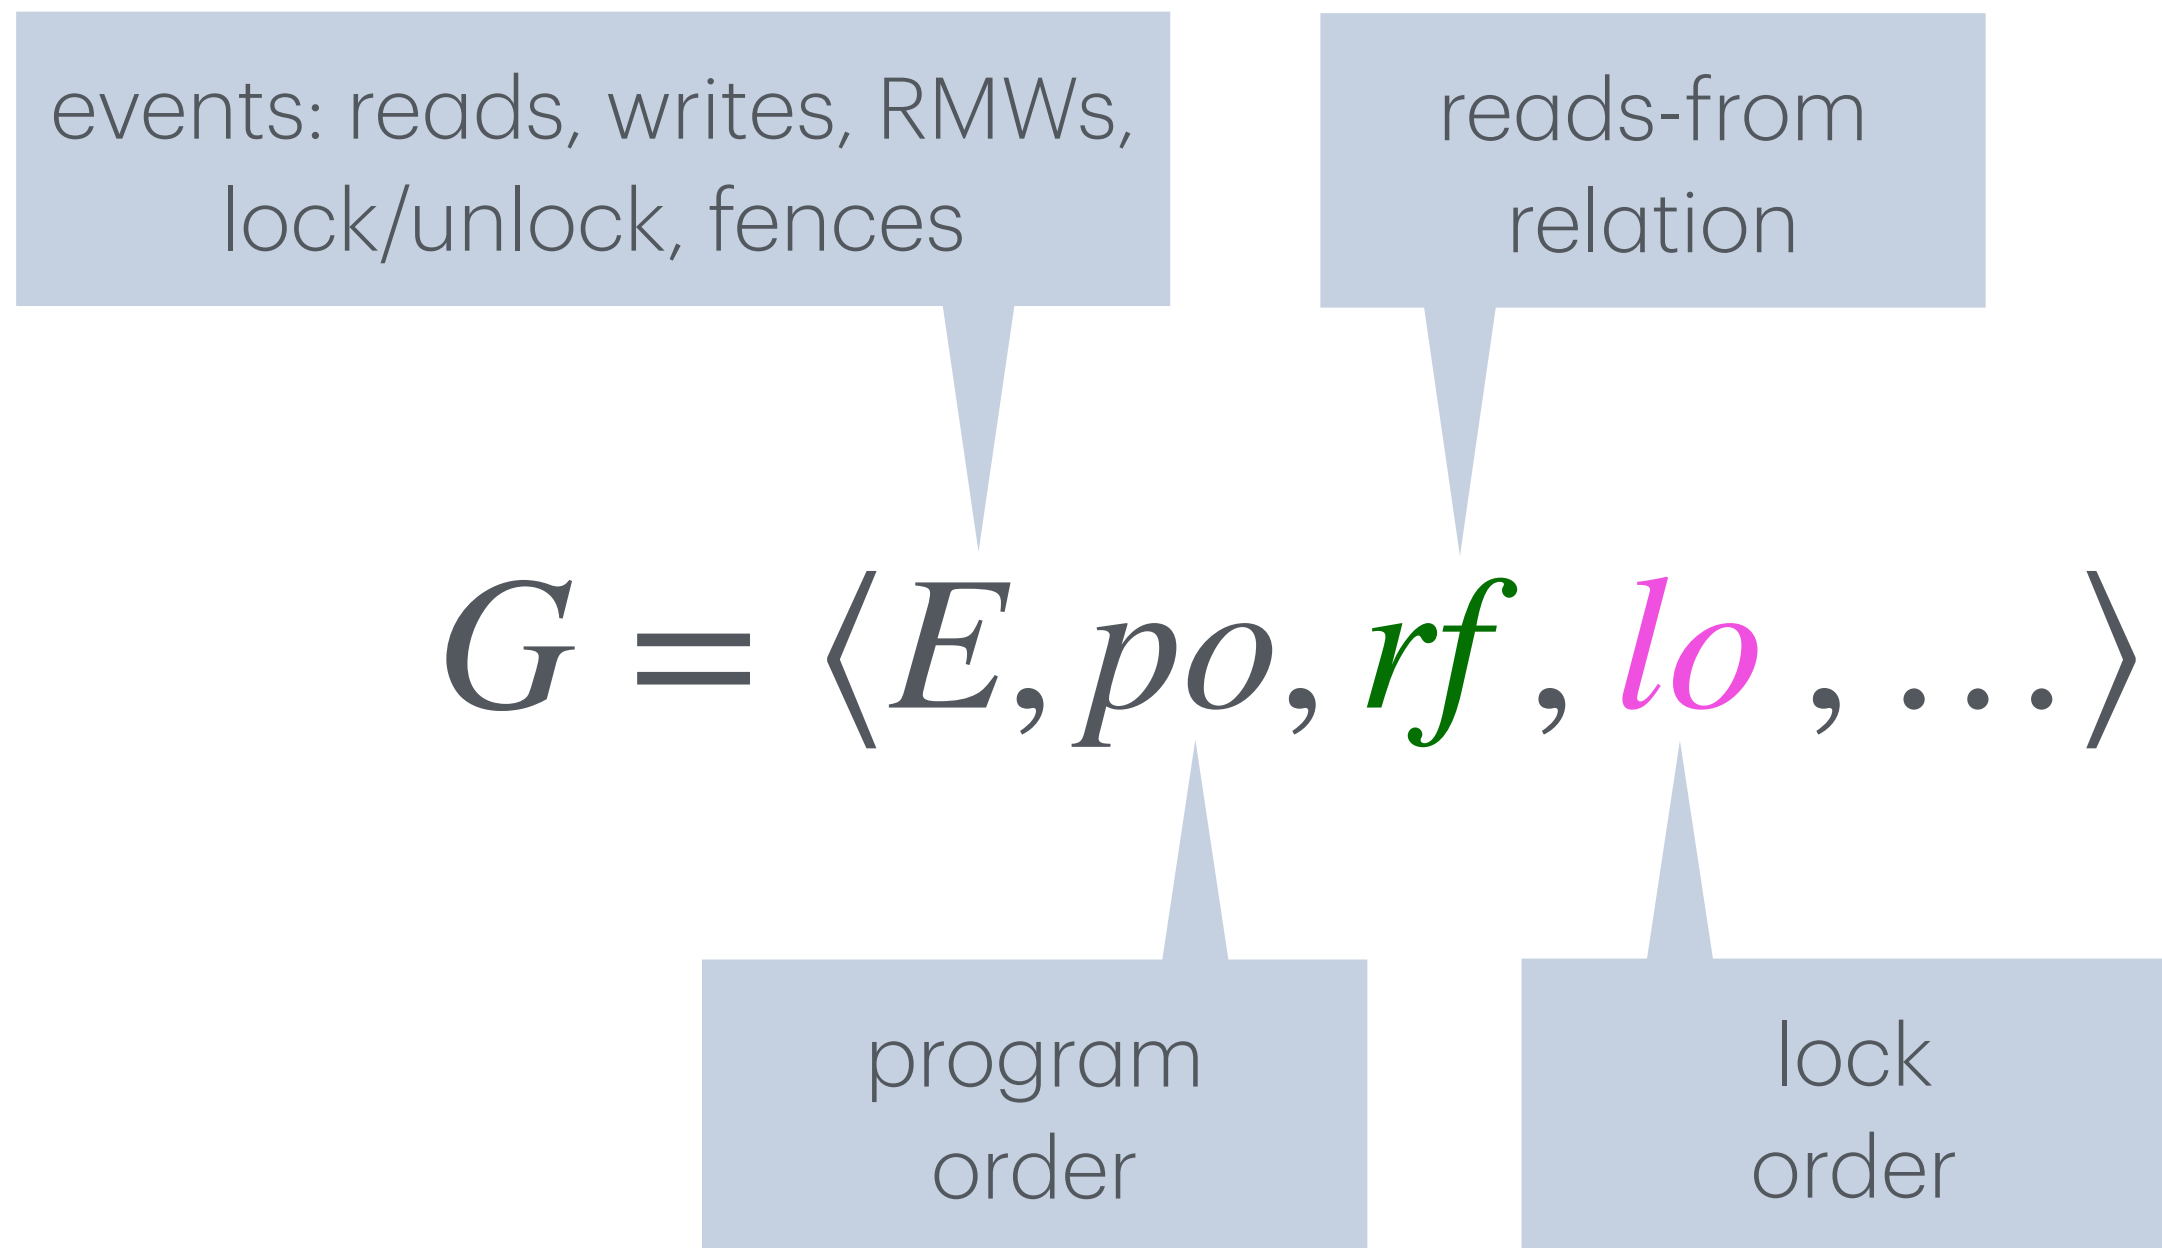 events: reads, writes, RMWs,
lock/unlock, fences
reads-from
relation
G = ⟨E, po, rf, lo, …⟩
program
order
lock
order